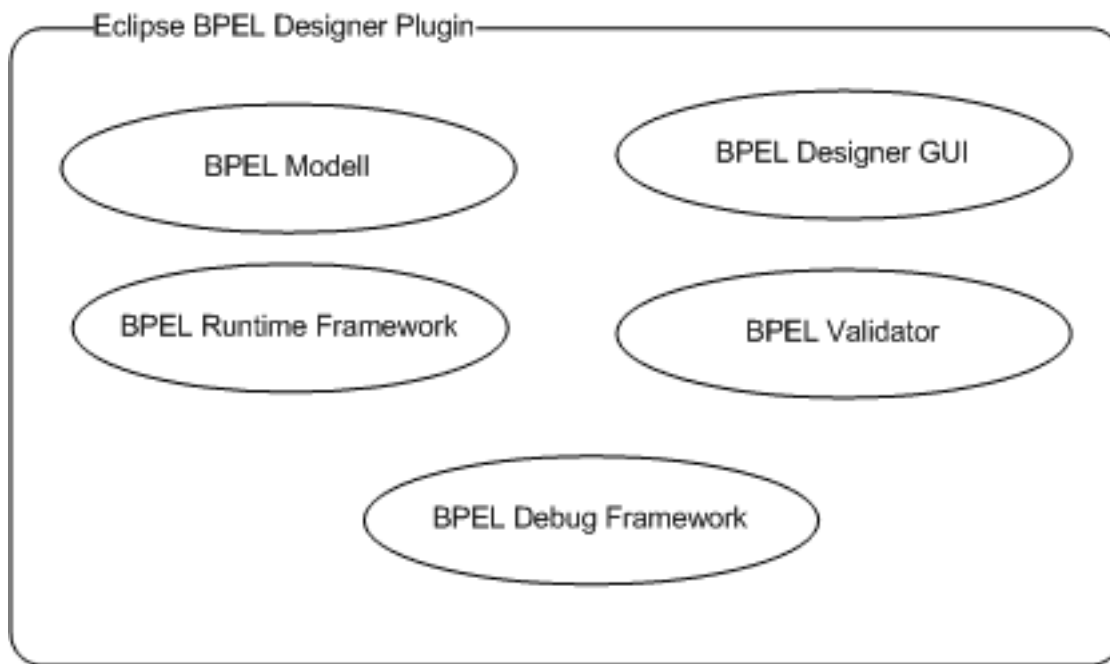 Eclipse BPEL Designer Plugin
BPEL Modell
BPEL Designer GUI
BPEL Runtime Framework
BPEL Validator
BPEL Debug Framework